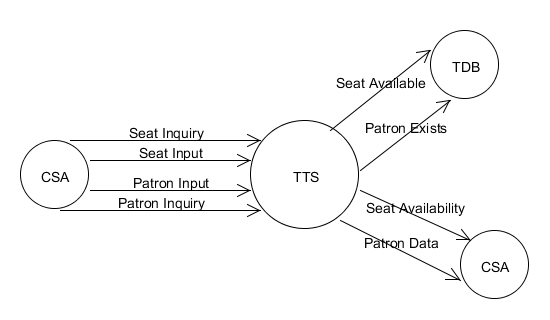 TDB
Seat Available
Seat Inquiry
Patron Exists
Seat Input
CSA
TTS
Patron Input
Patron Inquiry
Seat Availability
Patron Data
CSA